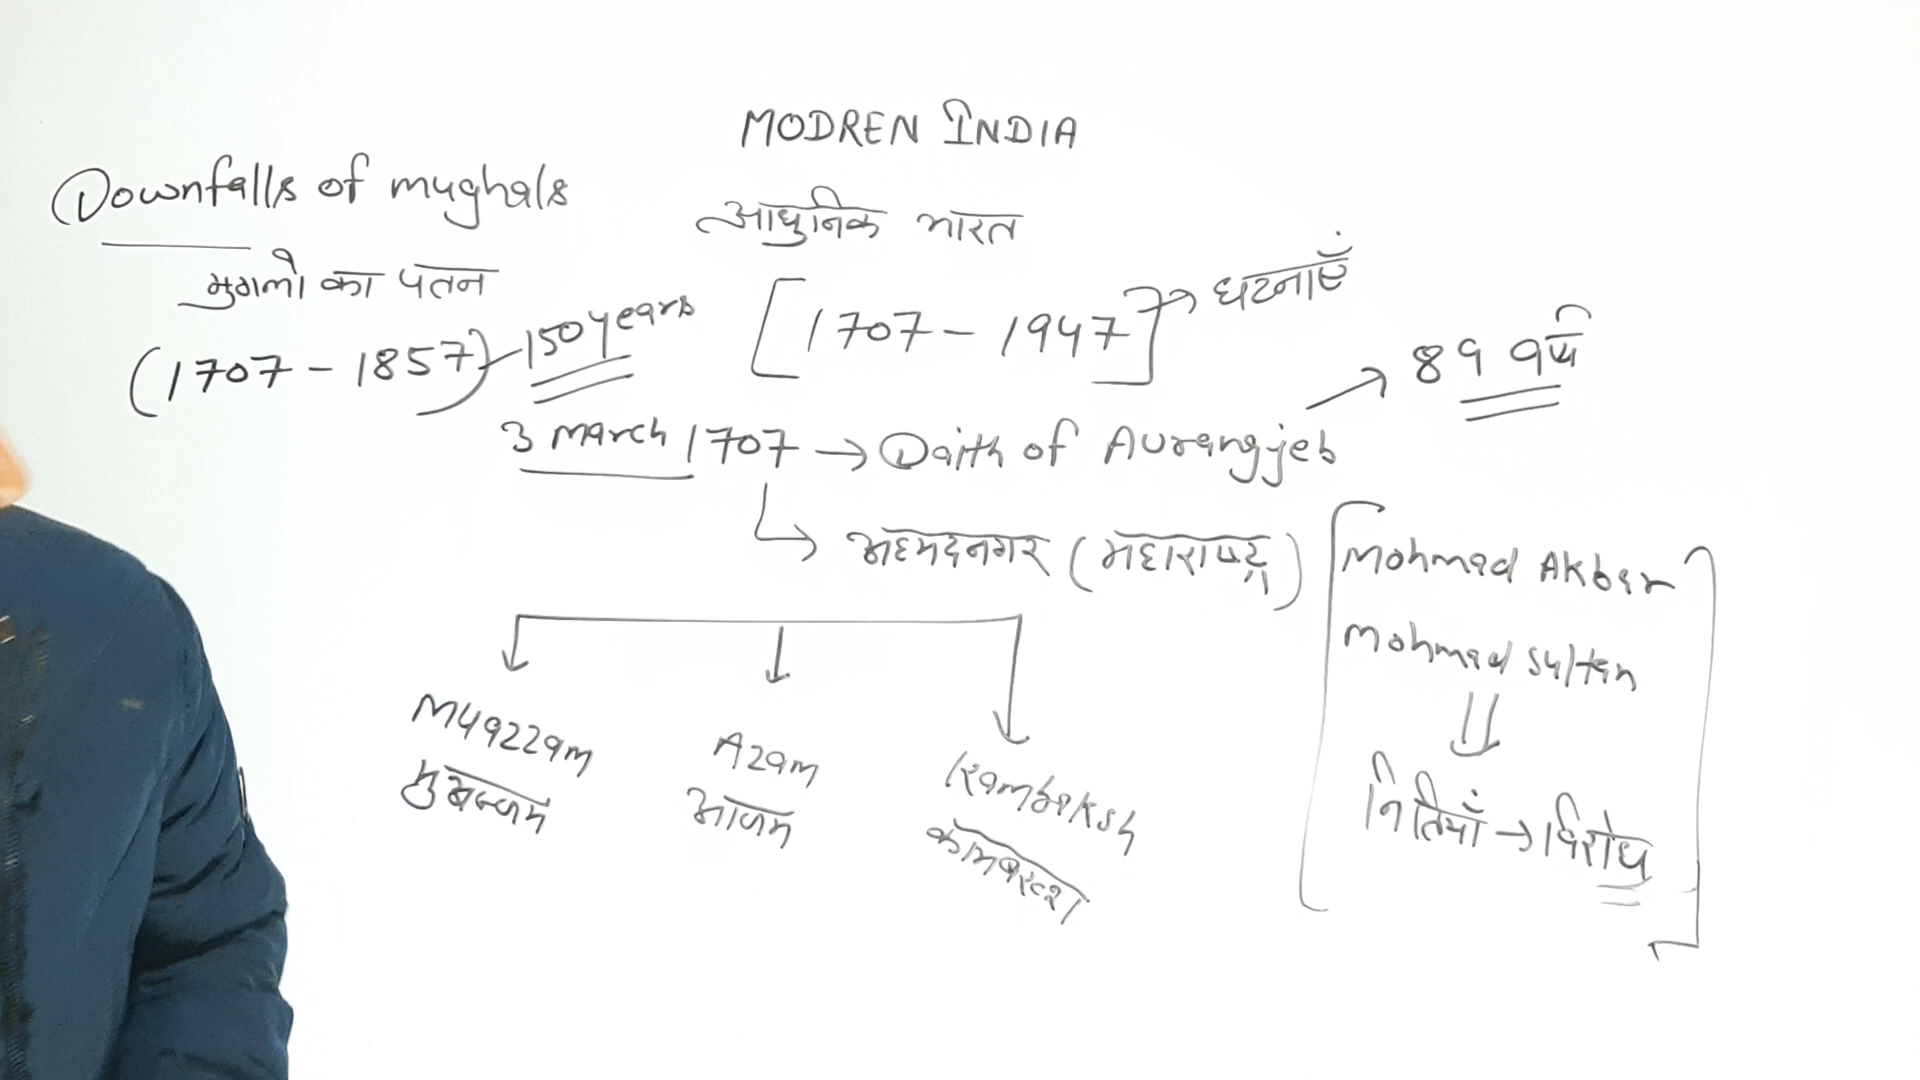 MODREN INDIA
आधुनिक भारत
[1707 - 1947] → घटनाएँ
Downfalls of mughals
मुगलो का पतन
(1707 - 1857) - 150 years
3 March 1707 → Daith of Aurangjeb → 89 वर्ष
↳ अहमदनगर (महाराष्ट्र)
Muazzam
मुअज्जम
Azam
आजम
Kambaksh
कामबख्श
Mohmad Akbar
Mohmad sultan
⇓
नितियाँ → विरोध